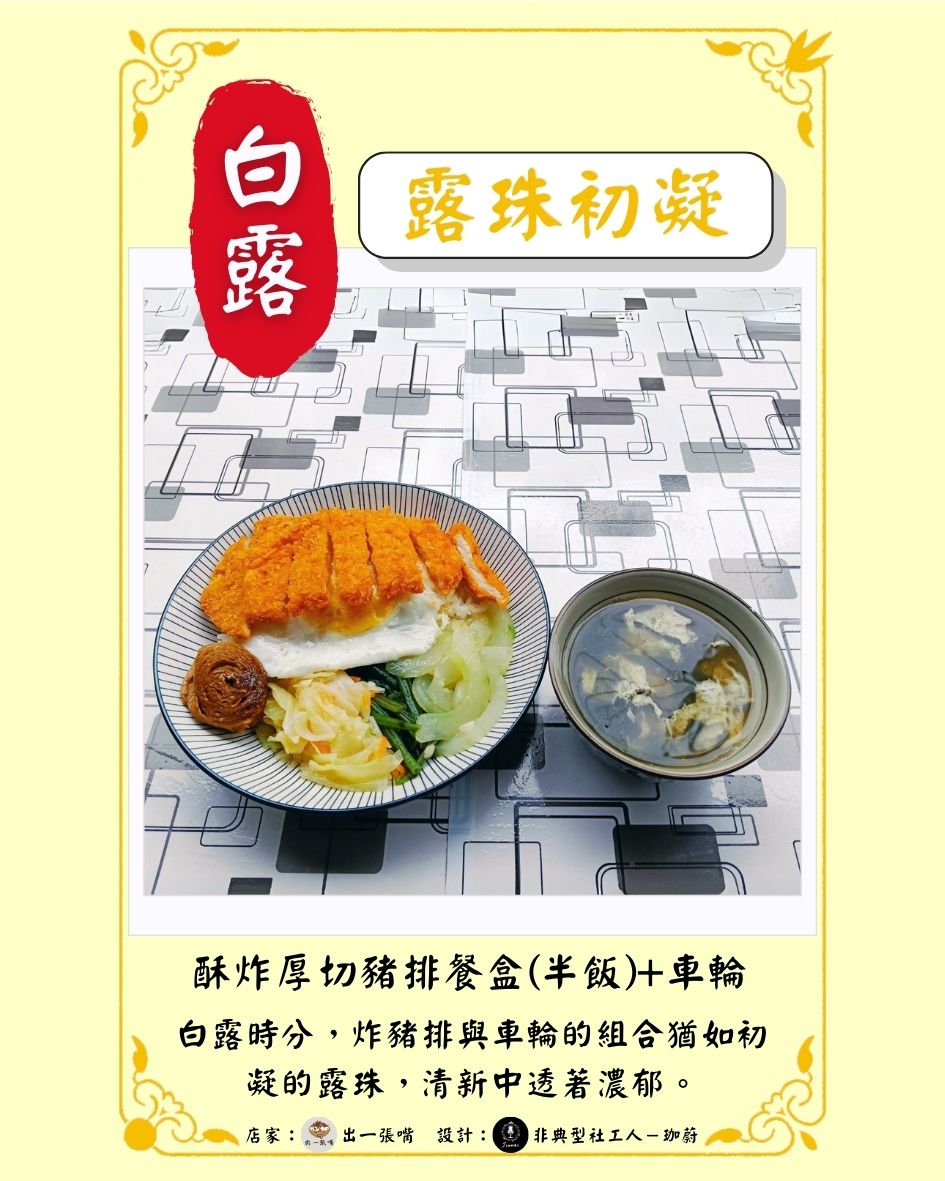 白露
露珠初凝
酥炸厚切豬排餐盒(半飯)+車輪
白露時分，炸豬排與車輪的組合猶如初
凝的露珠，清新中透著濃郁。
店家： 出一張嘴 設計： 非典型社工人－珈蔚